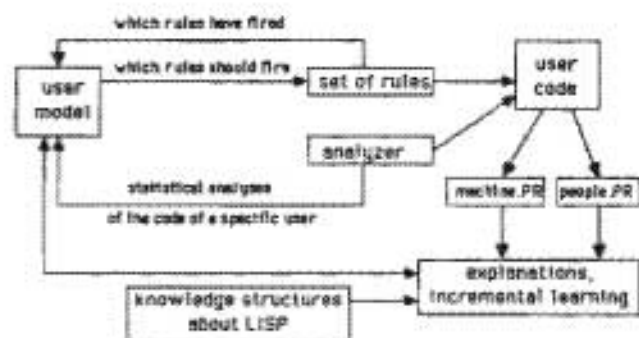 which rules have fired
user
model
which rules should fire
set of rules
user
code
analyzer
statistical analyses
of the code of a specific user
machine.PR
people.PR
explanations,
incremental learning
knowledge structures
about LISP